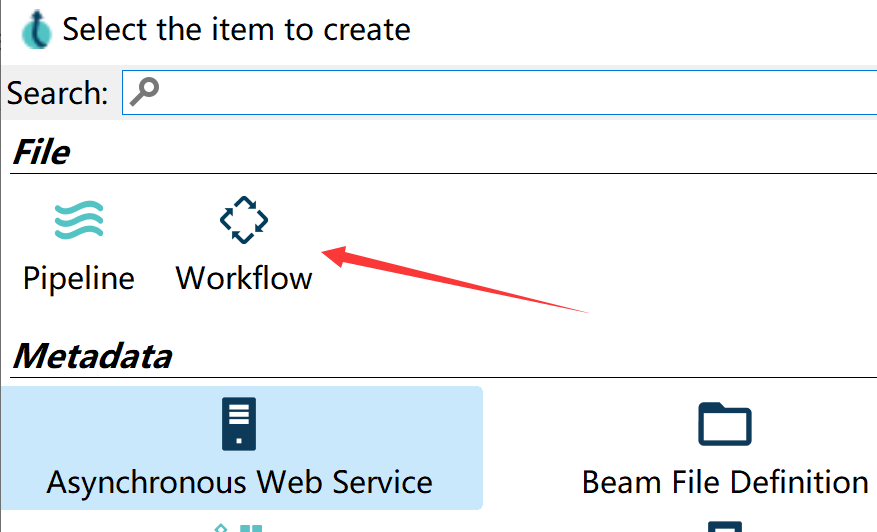 Select the item to create
Search:
File
Pipeline Workflow
Metadata
Asynchronous Web Service Beam File Definition